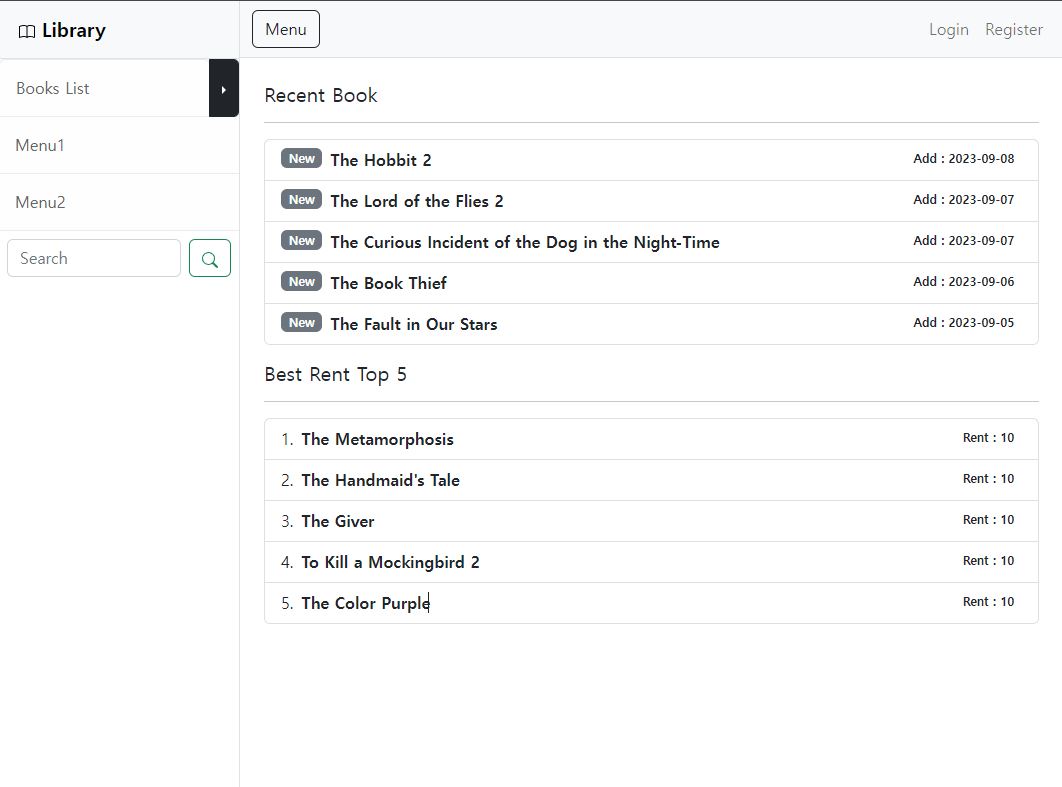 Library
Menu
Login
Register
Books List
Menu1
Menu2
Search
Recent Book
New The Hobbit 2 Add : 2023-09-08
New The Lord of the Flies 2 Add : 2023-09-07
New The Curious Incident of the Dog in the Night-Time Add : 2023-09-07
New The Book Thief Add : 2023-09-06
New The Fault in Our Stars Add : 2023-09-05
Best Rent Top 5
1. The Metamorphosis Rent : 10
2. The Handmaid's Tale Rent : 10
3. The Giver Rent : 10
4. To Kill a Mockingbird 2 Rent : 10
5. The Color Purple Rent : 10